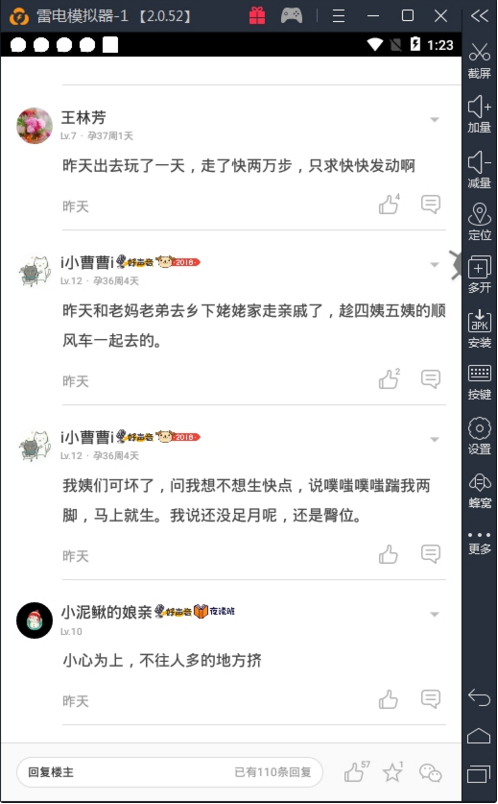 雷电模拟器-1 【2.0.52】
1:23
王林芳
Lv.7 · 孕37周1天
昨天出去玩了一天，走了快两万步，只求快快发动啊
昨天
4
i小曹曹i 好声卷 2018
Lv.12 · 孕36周4天
昨天和老妈老弟去乡下姥姥家走亲戚了，趁四姨五姨的顺
风车一起去的。
昨天
2
i小曹曹i 2018
Lv.12 · 孕36周4天
我姨们可坏了，问我想不想生快点，说噗嗤噗嗤踹我两
脚，马上就生。我说还没足月呢，还是臀位。
昨天
小泥鳅的娘亲 夜读班
Lv.10
小心为上，不往人多的地方挤
昨天
回复楼主
已有110条回复
57
1
截屏
加量
减量
定位
多开
APK
安装
按键
设置
蜂窝
更多